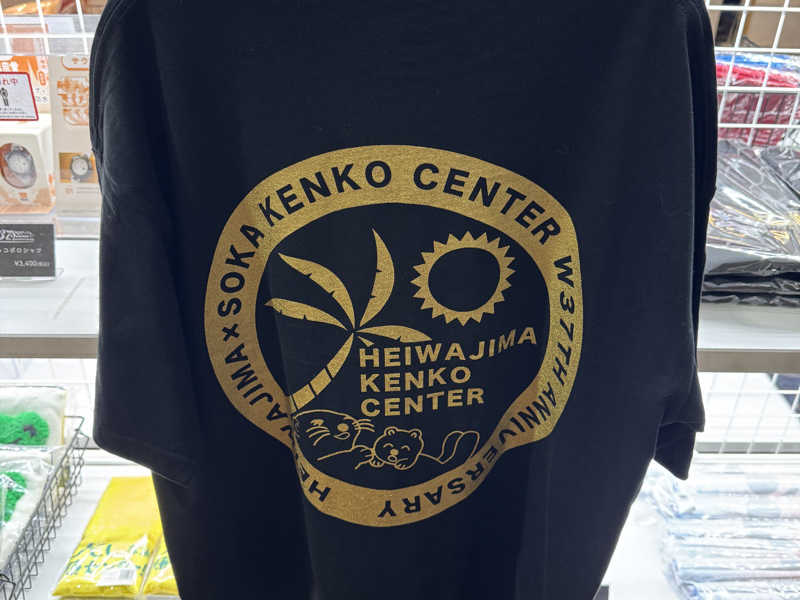 HEIWAJIMA×SOKA KENKO CENTER W37TH ANNIVERSARY
HEIWAJIMA
KENKO
CENTER
¥3,400